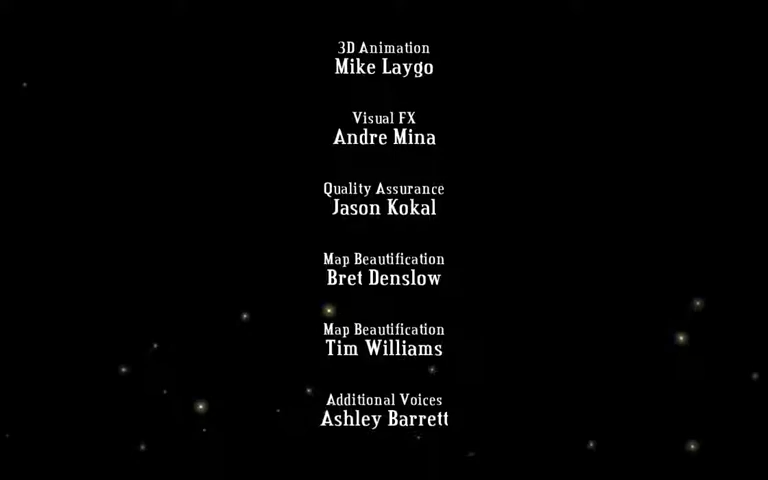 3D Animation
Mike Laygo
Visual FX
Andre Mina
Quality Assurance
Jason Kokal
Map Beautification
Bret Denslow
Map Beautification
Tim Williams
Additional Voices
Ashley Barrett